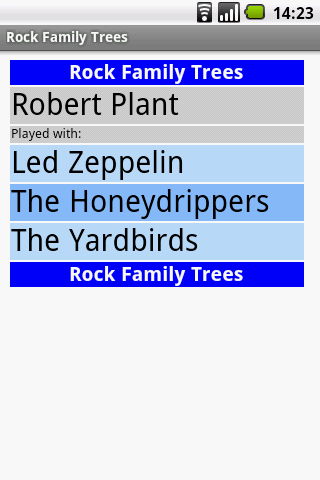 14:23
Rock Family Trees
Rock Family Trees
Robert Plant
Played with:
Led Zeppelin
The Honeydrippers
The Yardbirds
Rock Family Trees